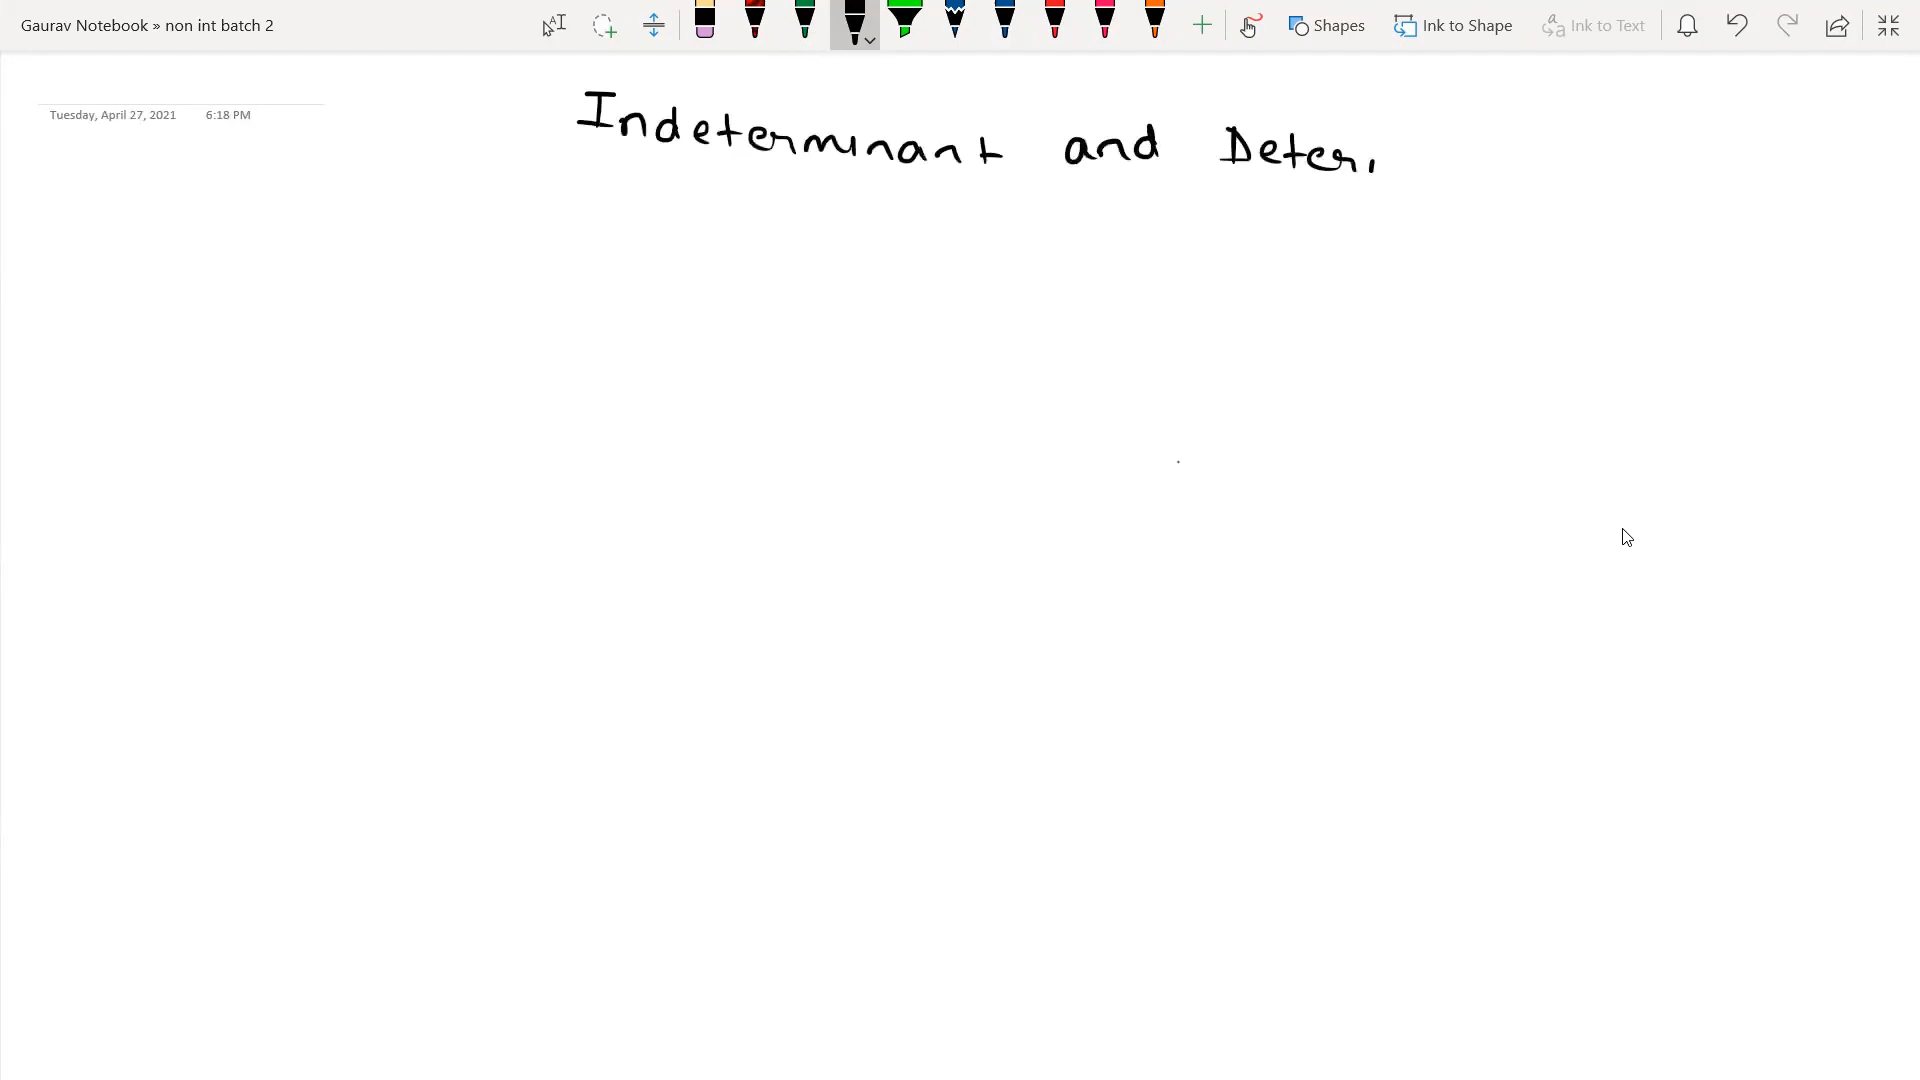 Gaurav Notebook » non int batch 2
Shapes
Ink to Shape
Ink to Text
Tuesday, April 27, 2021 6:18 PM
Indeterminant and Deter.